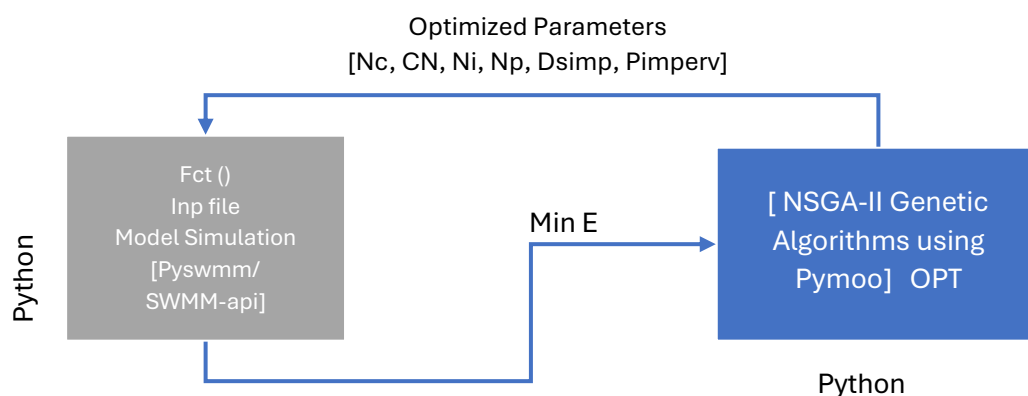 Optimized Parameters
[Nc, CN, Ni, Np, Dsimp, Pimperv]
Python
Fct ()
Inp file
Model Simulation
[Pyswmm/
SWMM-api]
Min E
[ NSGA-II Genetic
Algorithms using
Pymoo] OPT
Python